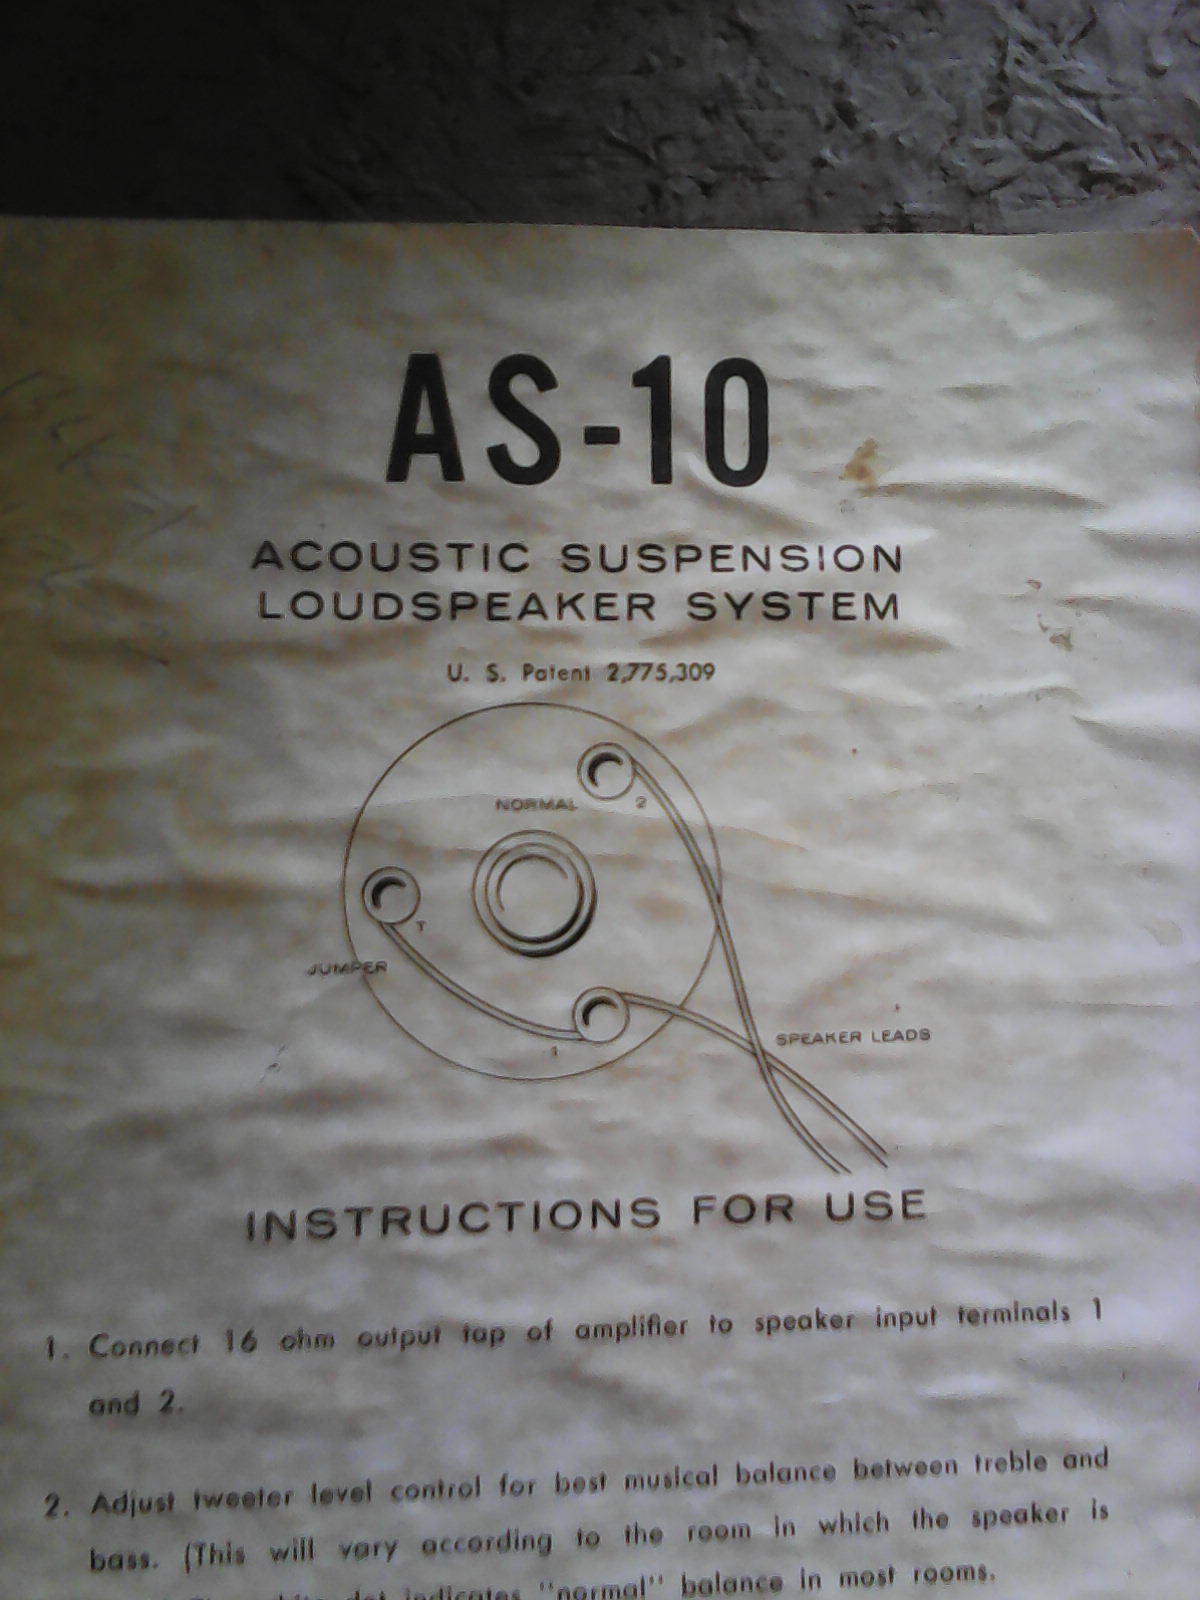 AS-10
ACOUSTIC SUSPENSION
LOUDSPEAKER SYSTEM
U. S. Patent 2,775,309
NORMAL
2
T
JUMPER
1
SPEAKER LEADS
INSTRUCTIONS FOR USE
1. Connect 16 ohm output tap of amplifier to speaker input terminals 1
and 2.
2. Adjust tweeter level control for best musical balance between treble and
bass. (This will vary according to the room in which the speaker is
dot indicates "normal" balance in most rooms.